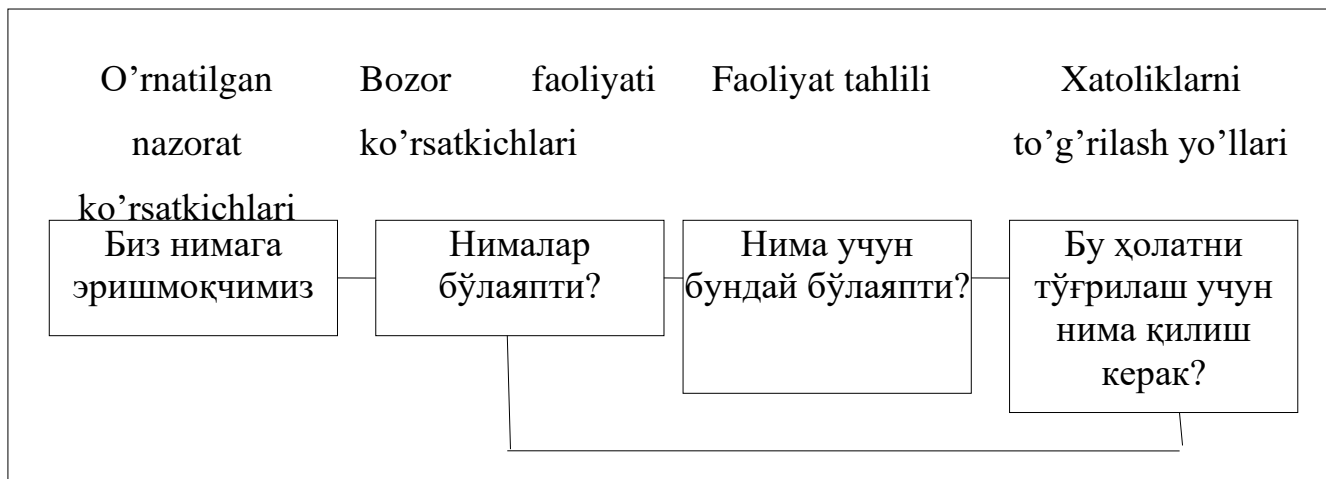 O’rnatilgan
nazorat
ko’rsatkichlari
Bozor faoliyati
ko’rsatkichlari
Faoliyat tahlili
Xatoliklarni
to’g’rilash yo’llari
Биз нимага
эришмоқчимиз
Нималар
бўлаяпти?
Нима учун
бундай бўлаяпти?
Бу ҳолатни
тўғрилаш учун
нима қилиш
керак?